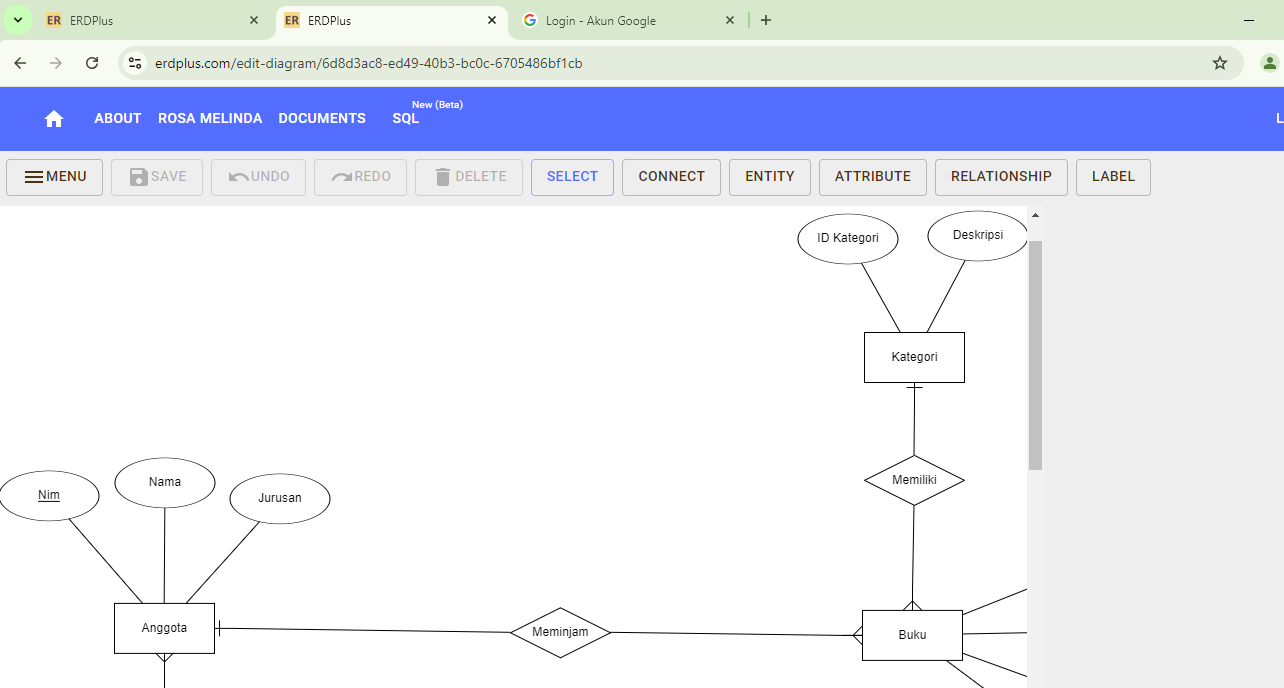 ER ERDPlus
ER ERDPlus
Login - Akun Google
erdplus.com/edit-diagram/6d8d3ac8-ed49-40b3-bc0c-6705486bf1cb
ABOUT ROSA MELINDA DOCUMENTS SQL New (Beta) L
MENU SAVE UNDO REDO DELETE SELECT CONNECT ENTITY ATTRIBUTE RELATIONSHIP LABEL
ID Kategori
Deskripsi
Kategori
Memiliki
Nim
Nama
Jurusan
Anggota
Meminjam
Buku